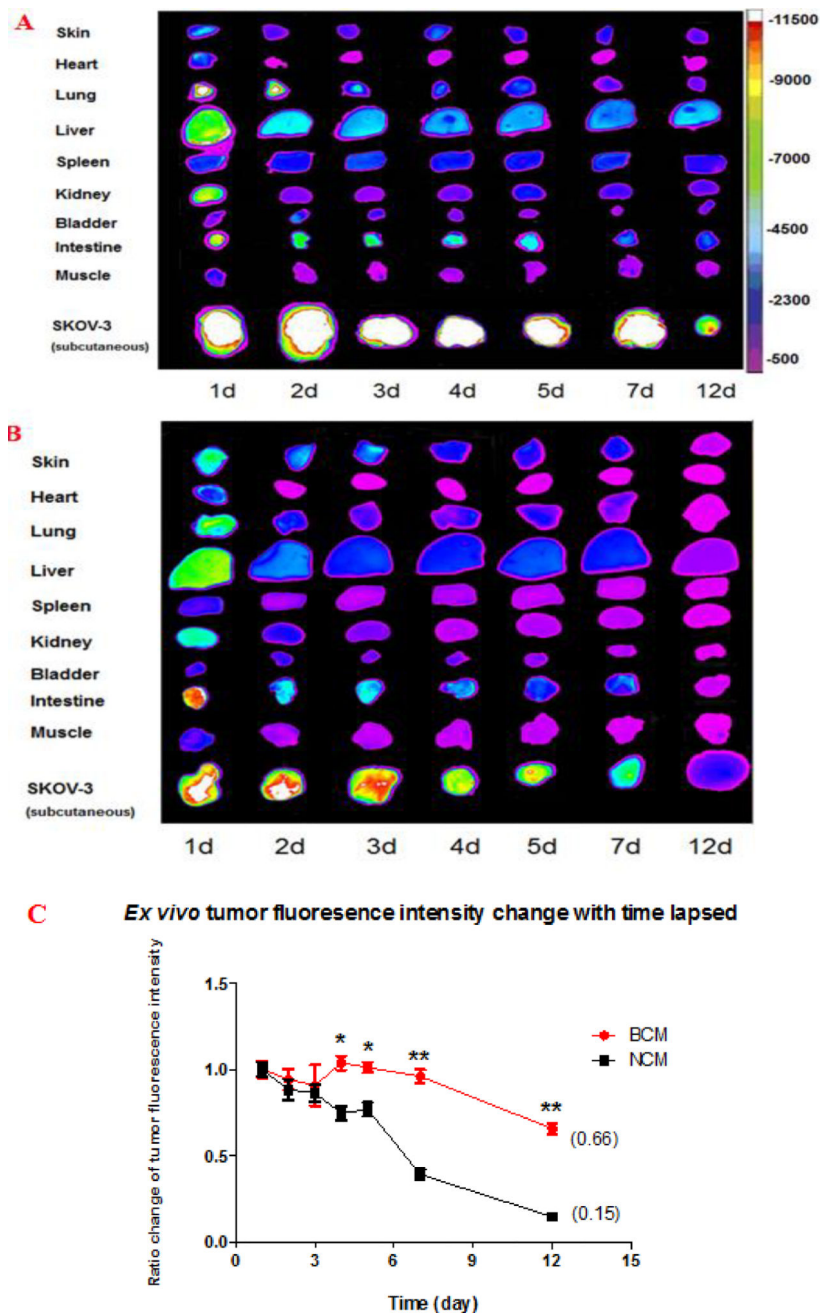 A
Skin
Heart
Lung
Liver
Spleen
Kidney
Bladder
Intestine
Muscle
SKOV-3
(subcutaneous)
1d 2d 3d 4d 5d 7d 12d
-11500
-9000
-7000
-4500
-2300
-500
B
Skin
Heart
Lung
Liver
Spleen
Kidney
Bladder
Intestine
Muscle
SKOV-3
(subcutaneous)
1d 2d 3d 4d 5d 7d 12d
C
Ex vivo tumor fluoresence intensity change with time lapsed
Ratio change of tumor fluorescence intensity
1.5
1.0
0.5
0.0
0 3 6 9 12 15
Time (day)
* * ** **
(0.66)
(0.15)
BCM
NCM